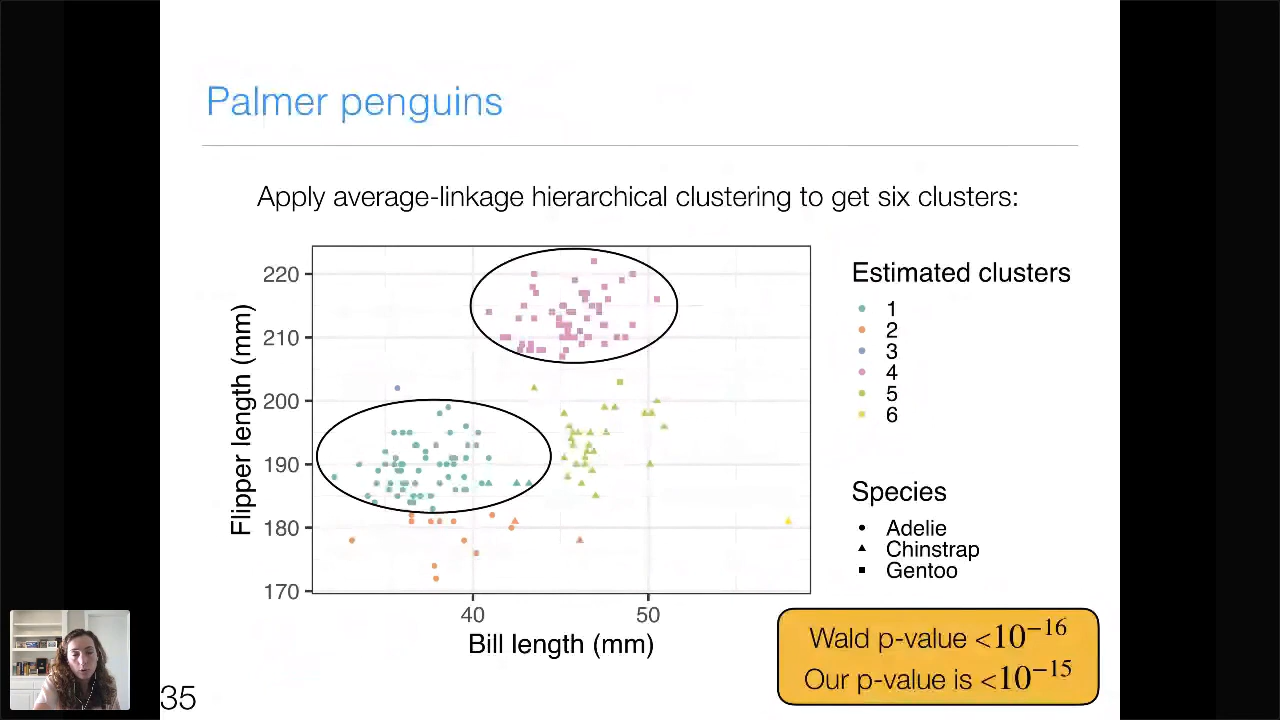 Palmer penguins
Apply average-linkage hierarchical clustering to get six clusters:
220
210
200
190
180
170
Flipper length (mm)
40 50
Bill length (mm)
Estimated clusters
1
2
3
4
5
6
Species
Adelie
Chinstrap
Gentoo
Wald p-value <10⁻¹⁶
Our p-value is <10⁻¹⁵
35